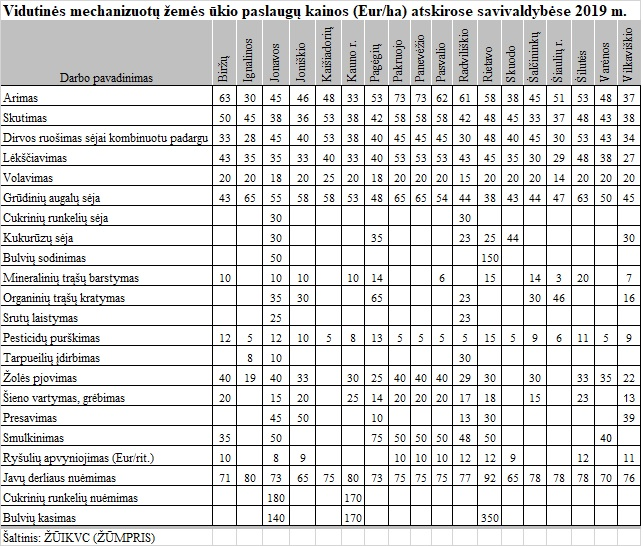 Vidutinės mechanizuotų žemės ūkio paslaugų kainos (Eur/ha) atskirose savivaldybėse 2019 m.
Darbo pavadinimas Biržų Ignalinos Jonavos Joniškio Kaišiadorių Kauno r. Pagėgių Pakruojo Panevėžio Pasvalio Radviliškio Rietavo Skuodo Šalčininkų Šiaulių r. Šilutės Varėnos Vilkaviškio
Arimas 63 30 45 46 48 33 53 73 73 62 61 58 38 45 51 53 48 37
Skutimas 50 45 38 36 53 38 42 58 58 58 42 48 45 33 37 48 43 38
Dirvos ruošimas sėjai kombinuotu padargu 33 28 45 40 53 38 40 45 45 45 30 48 40 45 30 53 43 34
Lėkščiavimas 43 35 35 33 40 33 40 53 53 53 43 45 35 30 29 48 38 27
Volavimas 20 20 18 20 25 20 18 20 20 20 20 20 20 20 14 20 20 20
Grūdinių augalų sėja 43 65 55 58 58 53 48 65 65 54 44 38 43 44 47 63 50 45
Cukrinių runkelių sėja 30 30
Kukurūzų sėja 30 35 23 25 44 30
Bulvių sodinimas 50 150
Mineralinių trąšų barstymas 10 10 10 10 14 6 15 14 3 20 7
Organinių trąšų kratymas 35 30 65 23 30 46 16
Srutų laistymas 25 23
Pesticidų purškimas 12 5 12 10 5 8 13 5 5 5 5 15 5 9 6 11 5 9
Tarpueilių įdirbimas 8 10 30
Žolės pjovimas 40 19 40 33 30 25 40 40 40 29 30 30 33 35 22
Šieno vartymas, grėbimas 20 15 20 25 14 20 20 20 17 18 15 23 13
Presavimas 45 50 10 13 30 39
Smulkinimas 35 50 75 50 50 50 48 50 40
Ryšulių apvyniojimas (Eur/rit.) 10 8 9 10 10 10 12 12 9 12 11
Javų derliaus nuėmimas 71 80 73 65 75 80 73 75 75 75 77 92 65 78 78 78 70 76
Cukrinių runkelių nuėmimas 180 170
Bulvių kasimas 140 170 350
Šaltinis: ŽŪIKVC (ŽŪMPRIS)